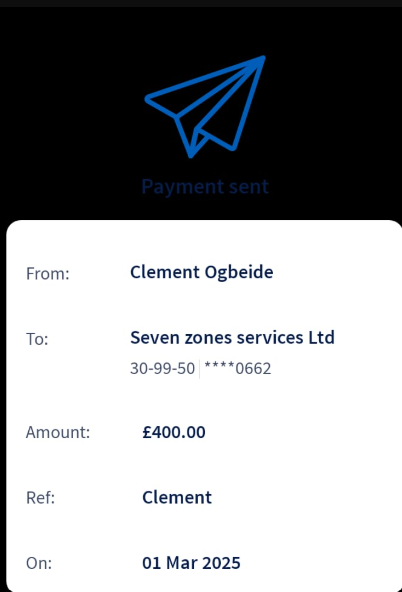 Payment sent
From: Clement Ogbeide
To: Seven zones services Ltd
30-99-50 ****0662
Amount: £400.00
Ref: Clement
On: 01 Mar 2025